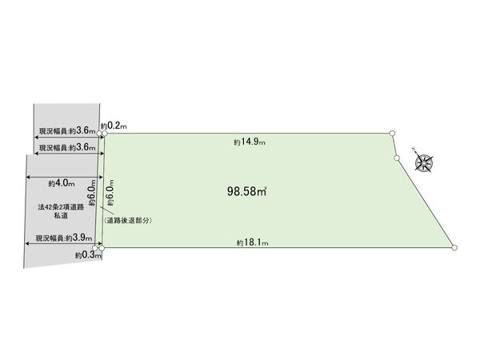 現況幅員:約3.6m
約0.2m
現況幅員:約3.6m
約14.9m
約4.0m
約6.0m
約6.0m
98.58㎡
法42条2項道路
私道
(道路後退部分)
現況幅員:約3.9m
約18.1m
約0.3m